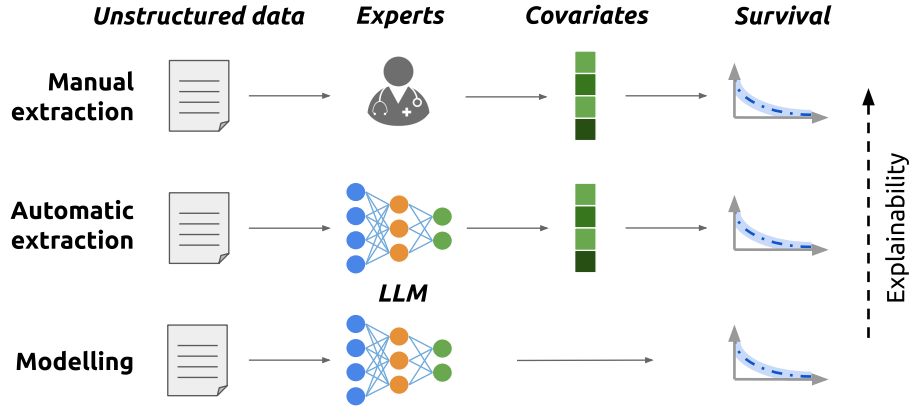 Unstructured data
Experts
Covariates
Survival
Manual
extraction
Automatic
extraction
LLM
Modelling
Explainability